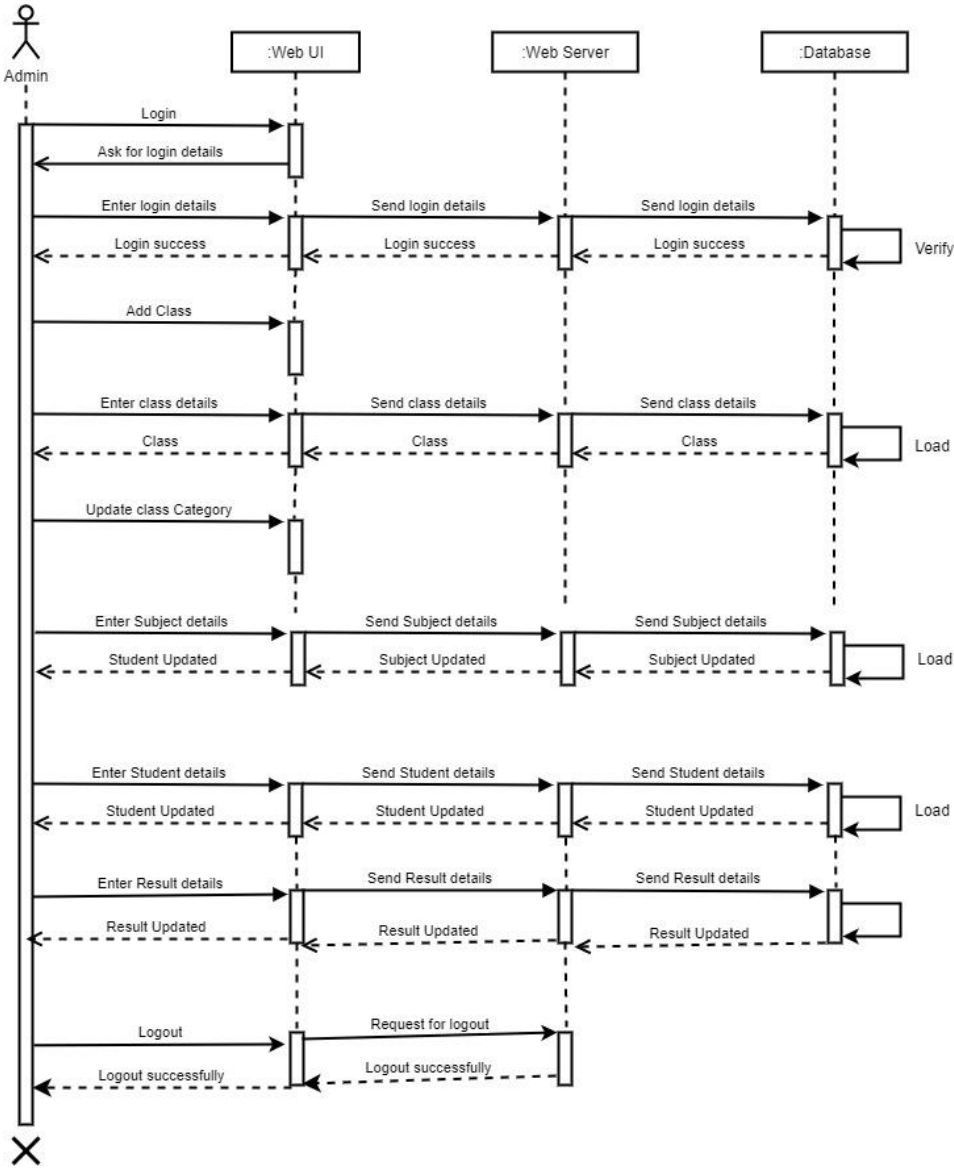 Admin
:Web UI
:Web Server
:Database
Login
Ask for login details
Enter login details
Send login details
Send login details
Login success
Login success
Login success
Verify
Add Class
Enter class details
Send class details
Send class details
Class
Class
Class
Load
Update class Category
Enter Subject details
Send Subject details
Send Subject details
Student Updated
Subject Updated
Subject Updated
Load
Enter Student details
Send Student details
Send Student details
Student Updated
Student Updated
Student Updated
Load
Enter Result details
Send Result details
Send Result details
Result Updated
Result Updated
Result Updated
Logout
Request for logout
Logout successfully
Logout successfully